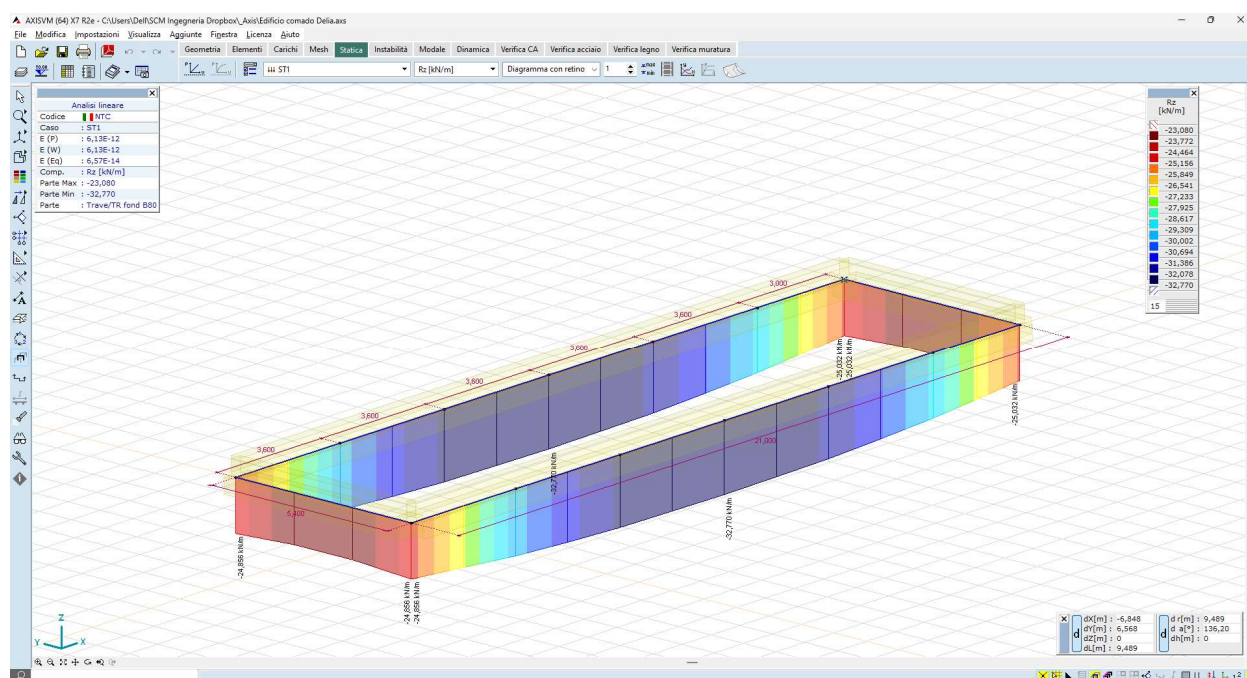 AXISVM (64) X7 R2e - C:\Users\Dell\SCM Ingegneria Dropbox\_Axis\Edificio comado Delia.axs
File Modifica Impostazioni Visualizza Aggiunte Finestra Licenza Aiuto
Geometria Elementi Carichi Mesh Statica Instabilità Modale Dinamica Verifica CA Verifica acciaio Verifica legno Verifica muratura
ST1 Rz [kN/m] Diagramma con retino 1
Analisi lineare
Codice NTC
Caso : ST1
E (P) : 6,13E-12
E (W) : 6,13E-12
E (Eq) : 6,57E-14
Comp. : Rz [kN/m]
Parte Max : -23,080
Parte Min : -32,770
Parte : Trave/TR fond B80
Rz
[kN/m]
-23,080
-23,772
-24,464
-25,156
-25,849
-26,541
-27,233
-27,925
-28,617
-29,309
-30,002
-30,694
-31,386
-32,078
-32,770
15
3,000
3,600
3,600
3,600
3,600
3,600
21,000
5,400
-25,032 kN/m
-25,032 kN/m
-25,032 kN/m
-32,770 kN/m
-32,770 kN/m
-24,856 kN/m
-24,856 kN/m
-24,856 kN/m
Z
Y X
d
dX[m] : -6,848
dY[m] : 6,568
dZ[m] : 0
dL[m] : 9,489
d
d r[m] : 9,489
d a[°] : 136,20
dh[m] : 0